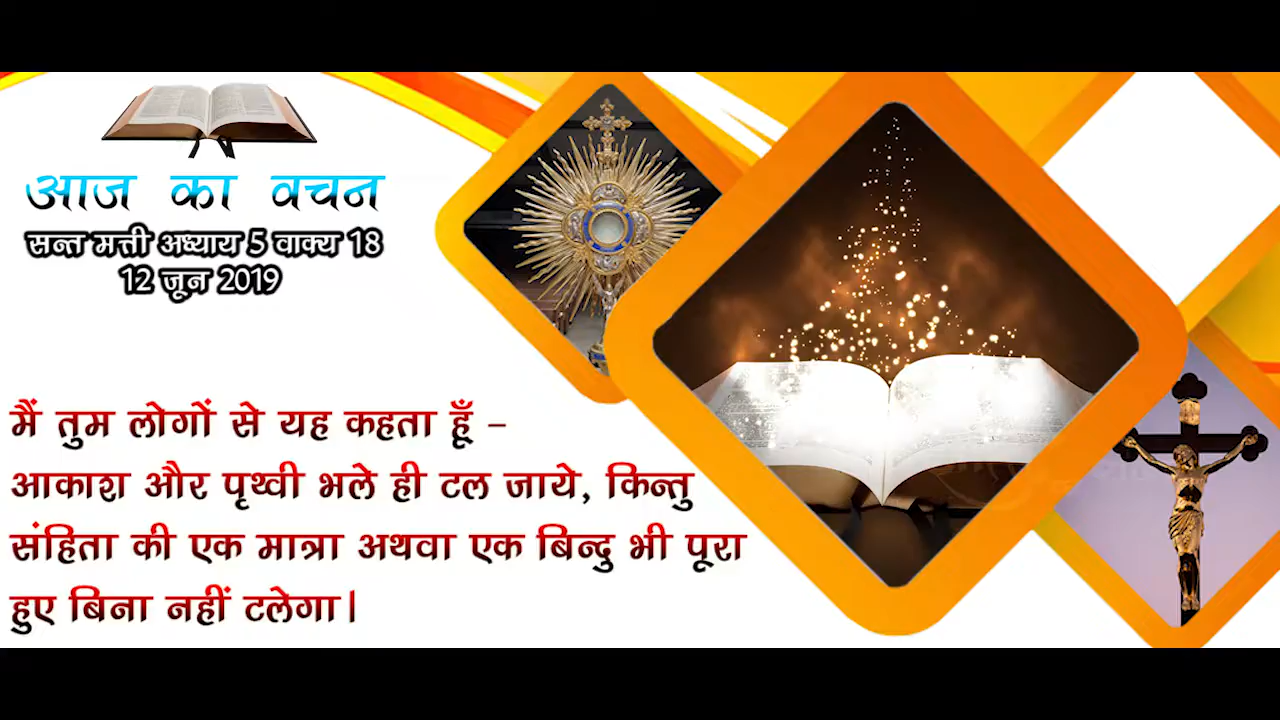 आज का वचन
सन्त मत्ती अध्याय 5 वाक्य 18
12 जून 2019
मैं तुम लोगों से यह कहता हूँ –
आकाश और पृथ्वी भले ही टल जाये, किन्तु
संहिता की एक मात्रा अथवा एक बिन्दु भी पूरा
हुए बिना नहीं टलेगा।